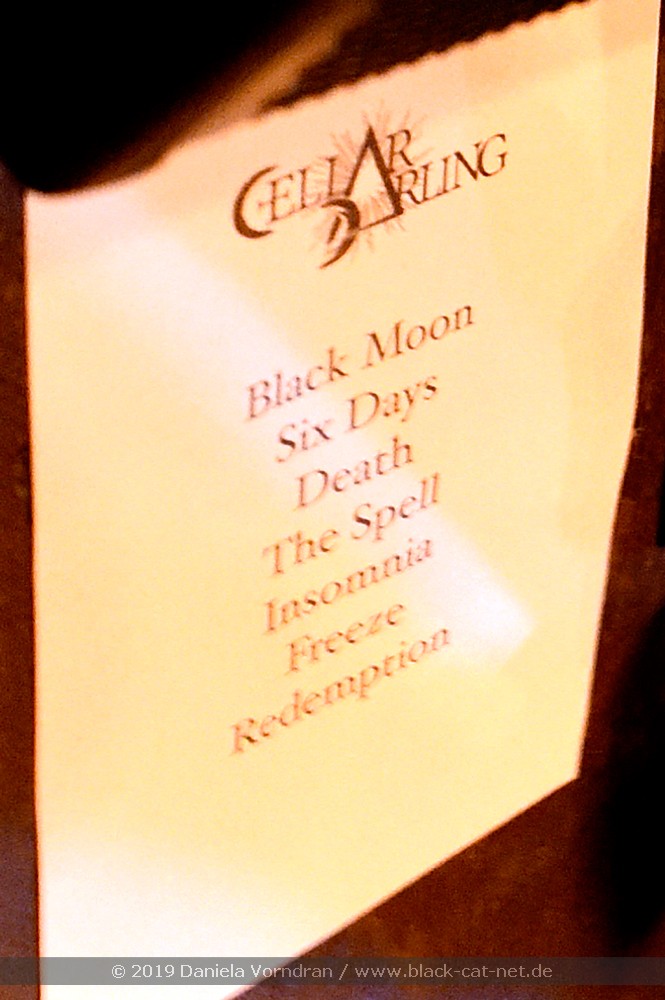 CELLAR
DARLING
Black Moon
Six Days
Death
The Spell
Insomnia
Freeze
Redemption
© 2019 Daniela Vorndran / www.black-cat-net.de